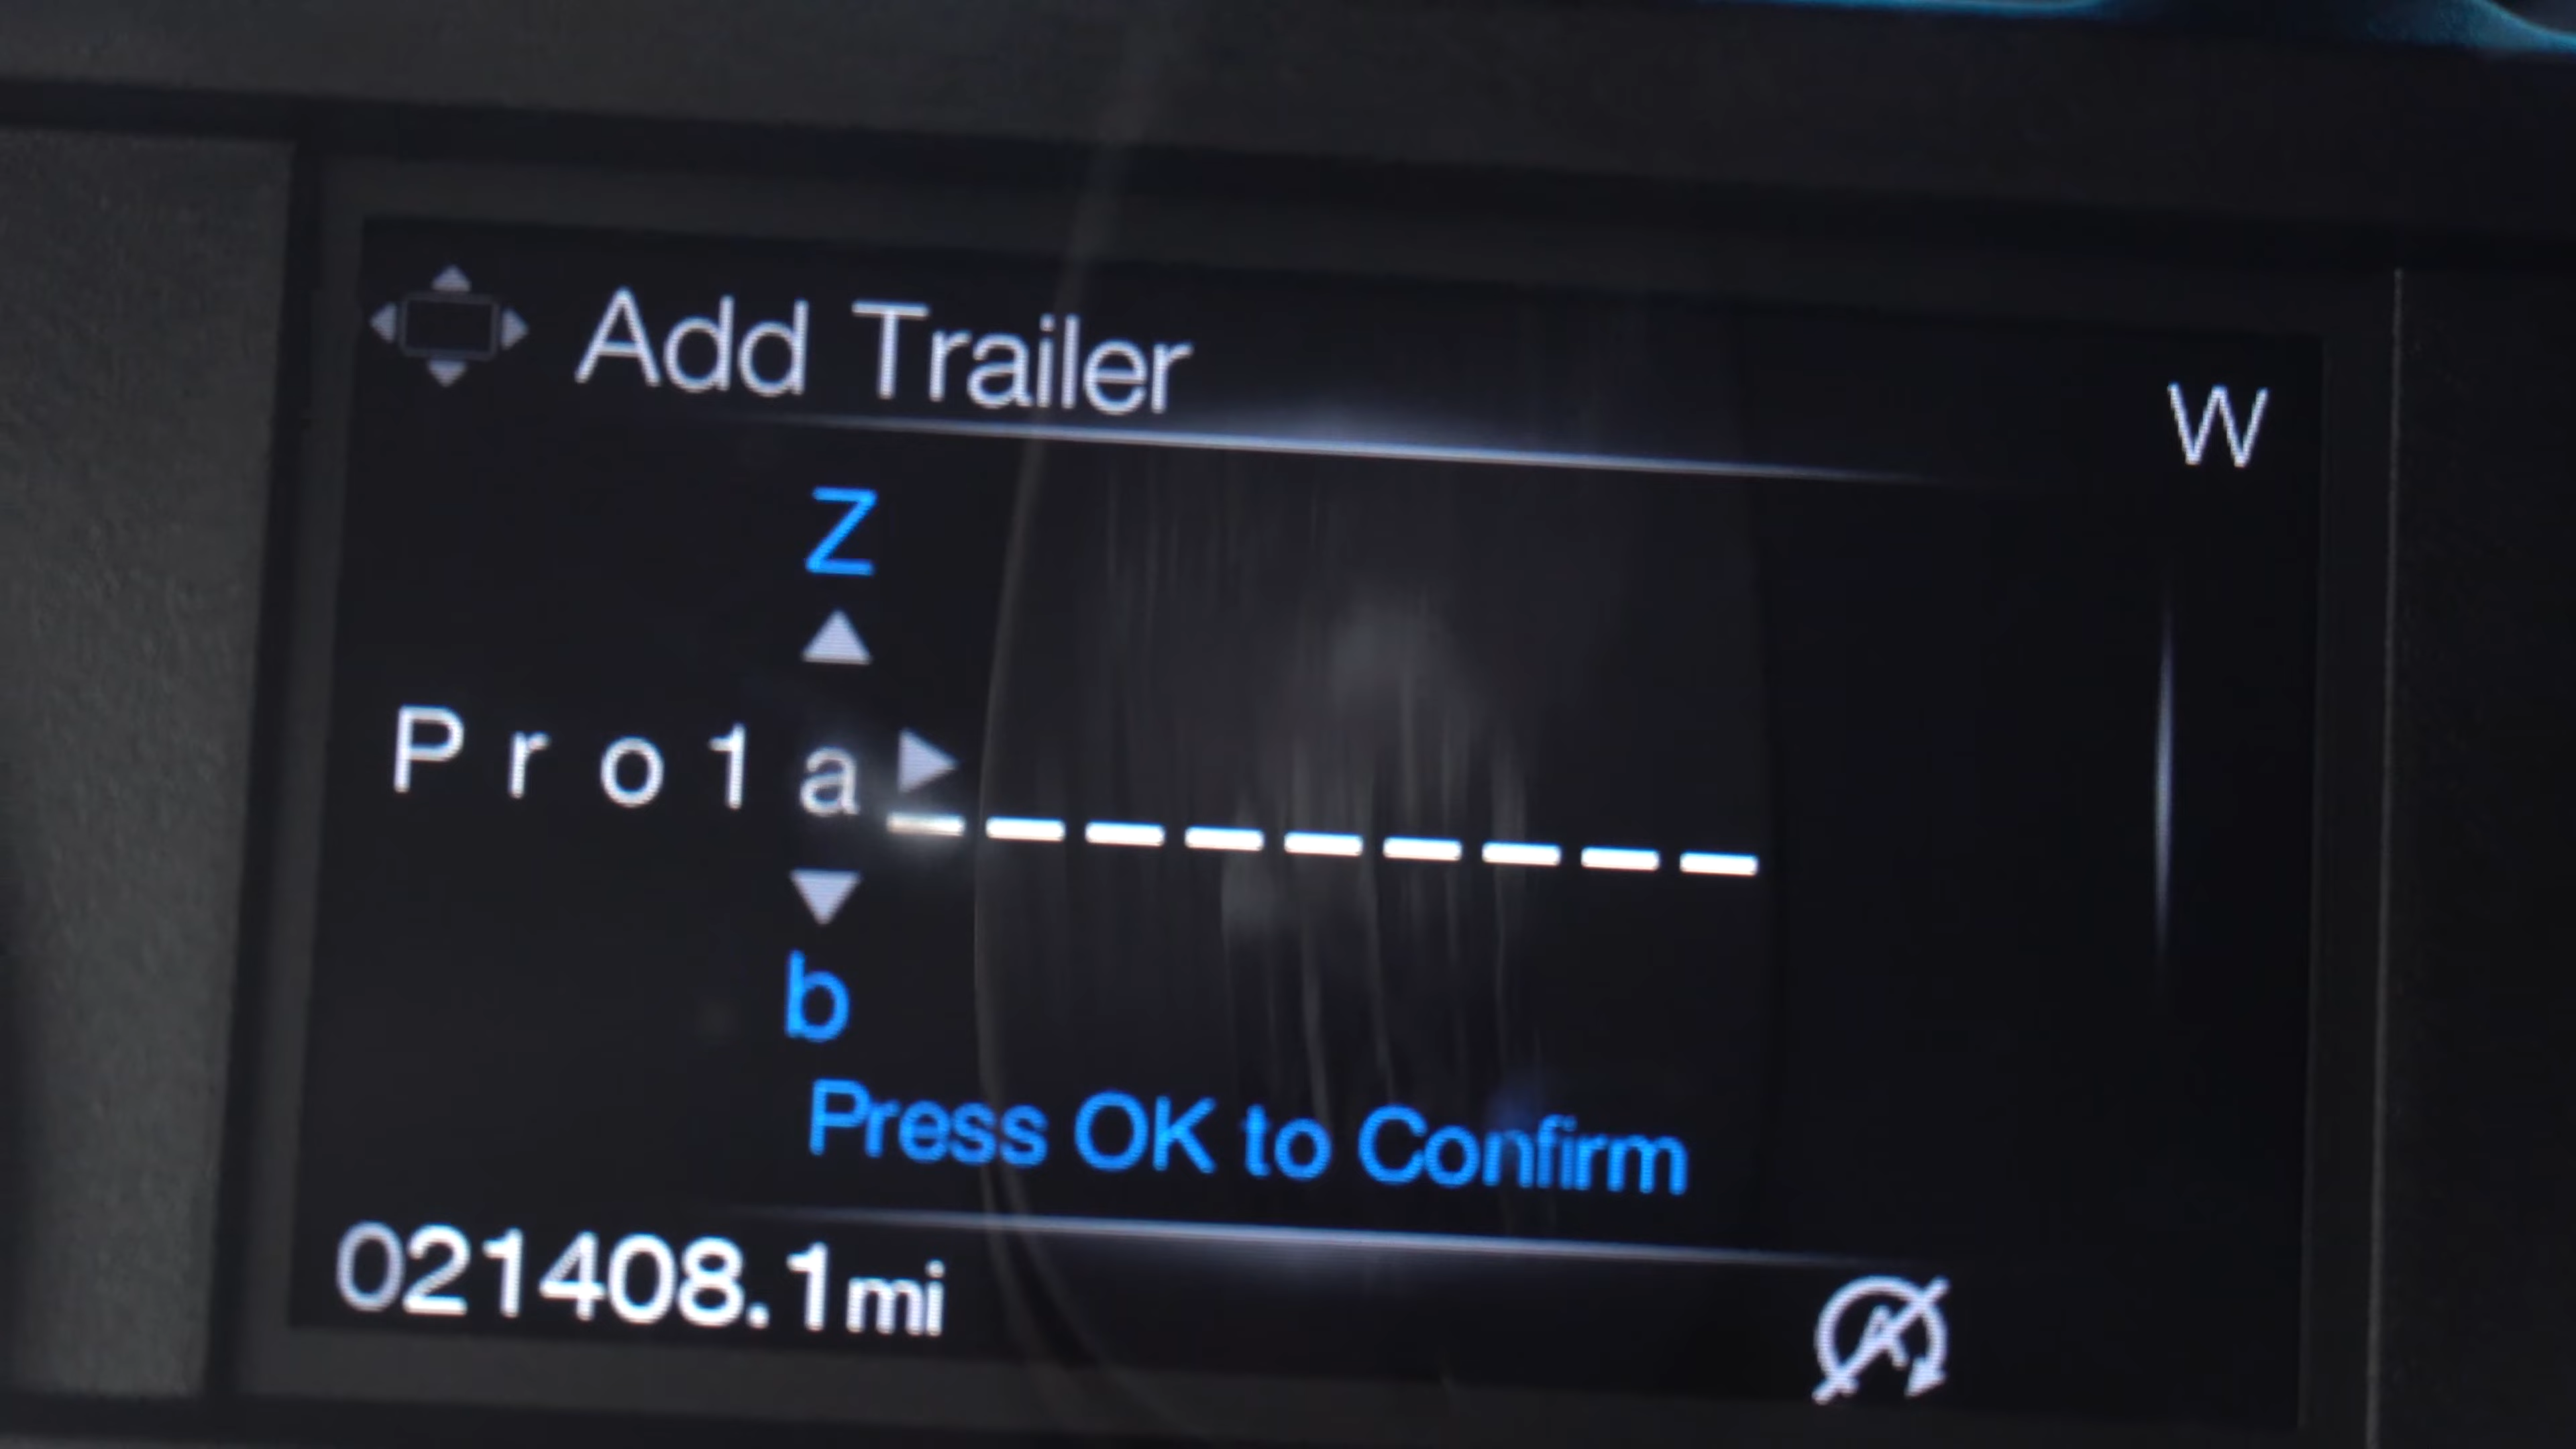 Add Trailer
W
Z
Pro1a
b
Press OK to Confirm
021408.1mi
A